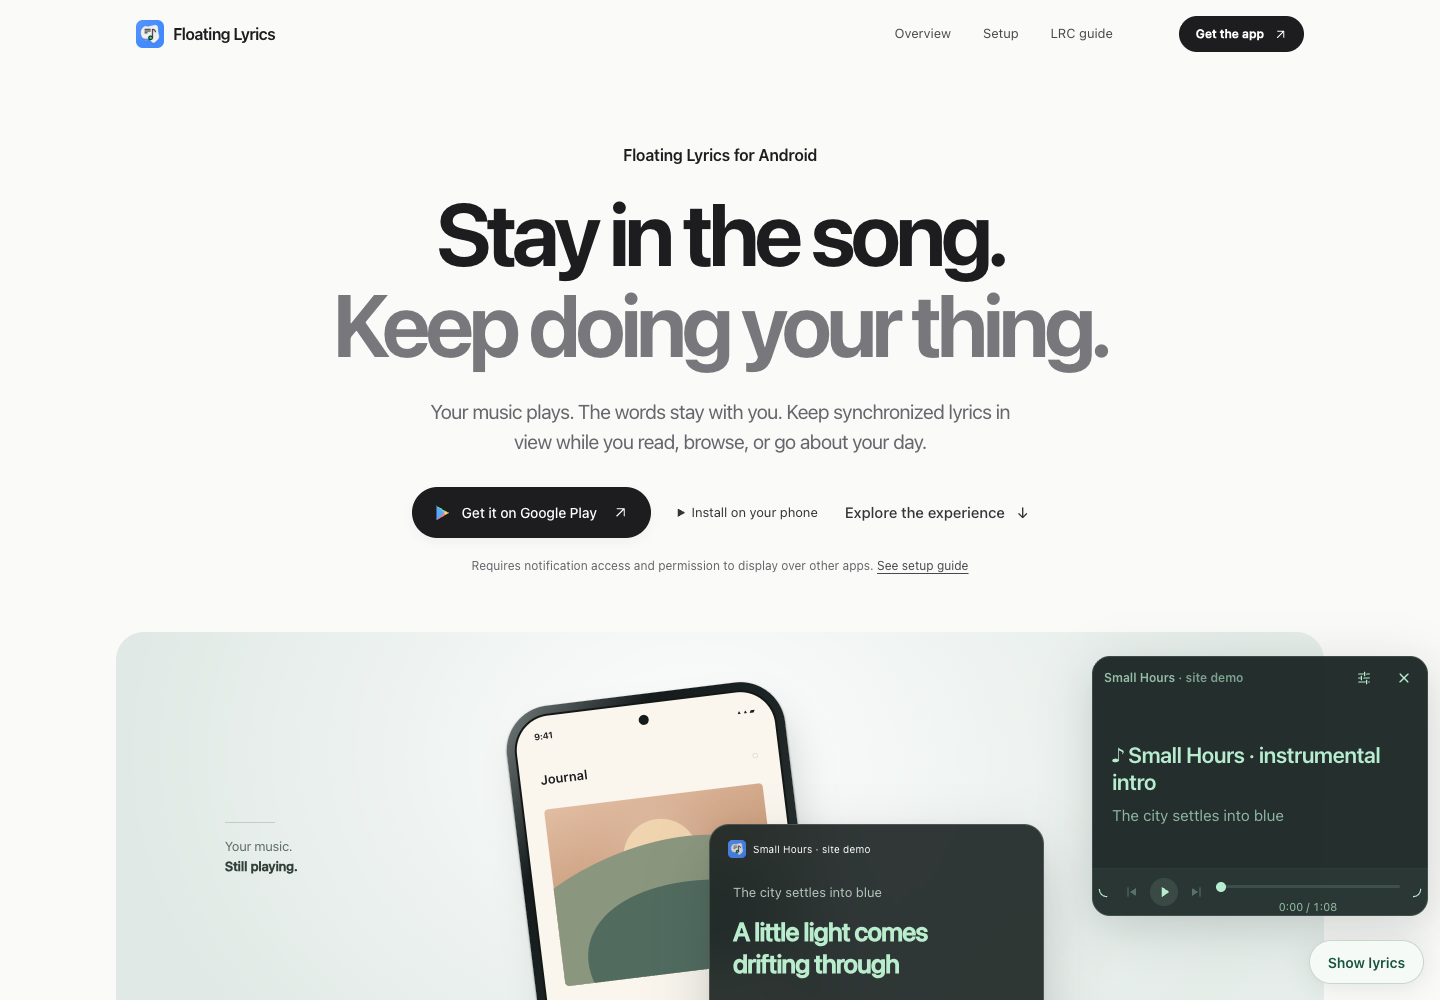 Floating Lyrics
Overview
Setup
LRC guide
Get the app
Floating Lyrics for Android
Stay in the song.
Keep doing your thing.
Your music plays. The words stay with you. Keep synchronized lyrics in
view while you read, browse, or go about your day.
Get it on Google Play
Install on your phone
Explore the experience
Requires notification access and permission to display over other apps. See setup guide
Your music.
Still playing.
9:41
Journal
Small Hours · site demo
The city settles into blue
A little light comes
drifting through
Small Hours · site demo
♪ Small Hours · instrumental
intro
The city settles into blue
0:00 / 1:08
Show lyrics